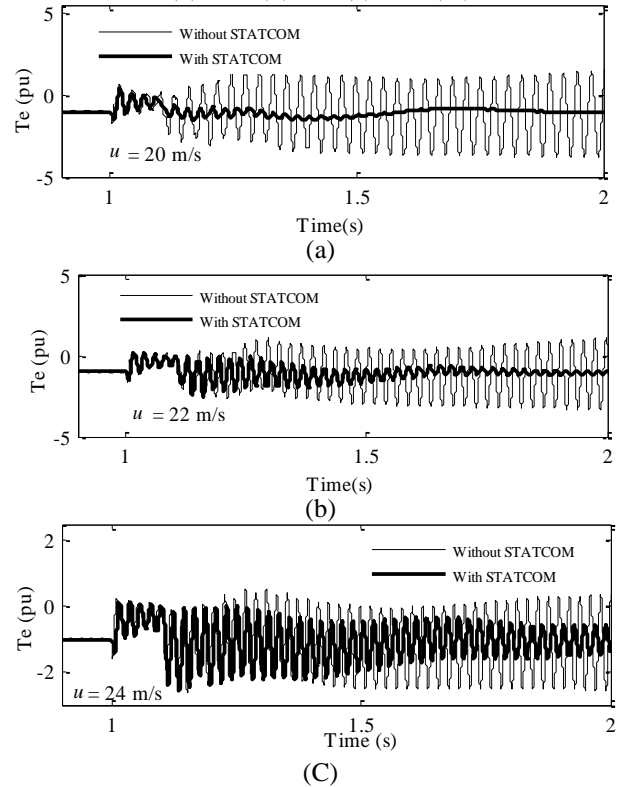 5
Without STATCOM
With STATCOM
0
Te (pu)
u = 20 m/s
-5
1
1.5
2
Time(s)
(a)
5
Without STATCOM
With STATCOM
0
Te (pu)
u = 22 m/s
-5
1
1.5
2
Time(s)
(b)
2
Without STATCOM
With STATCOM
0
Te (pu)
-2
u = 24 m/s
1
1.5
2
Time (s)
(C)